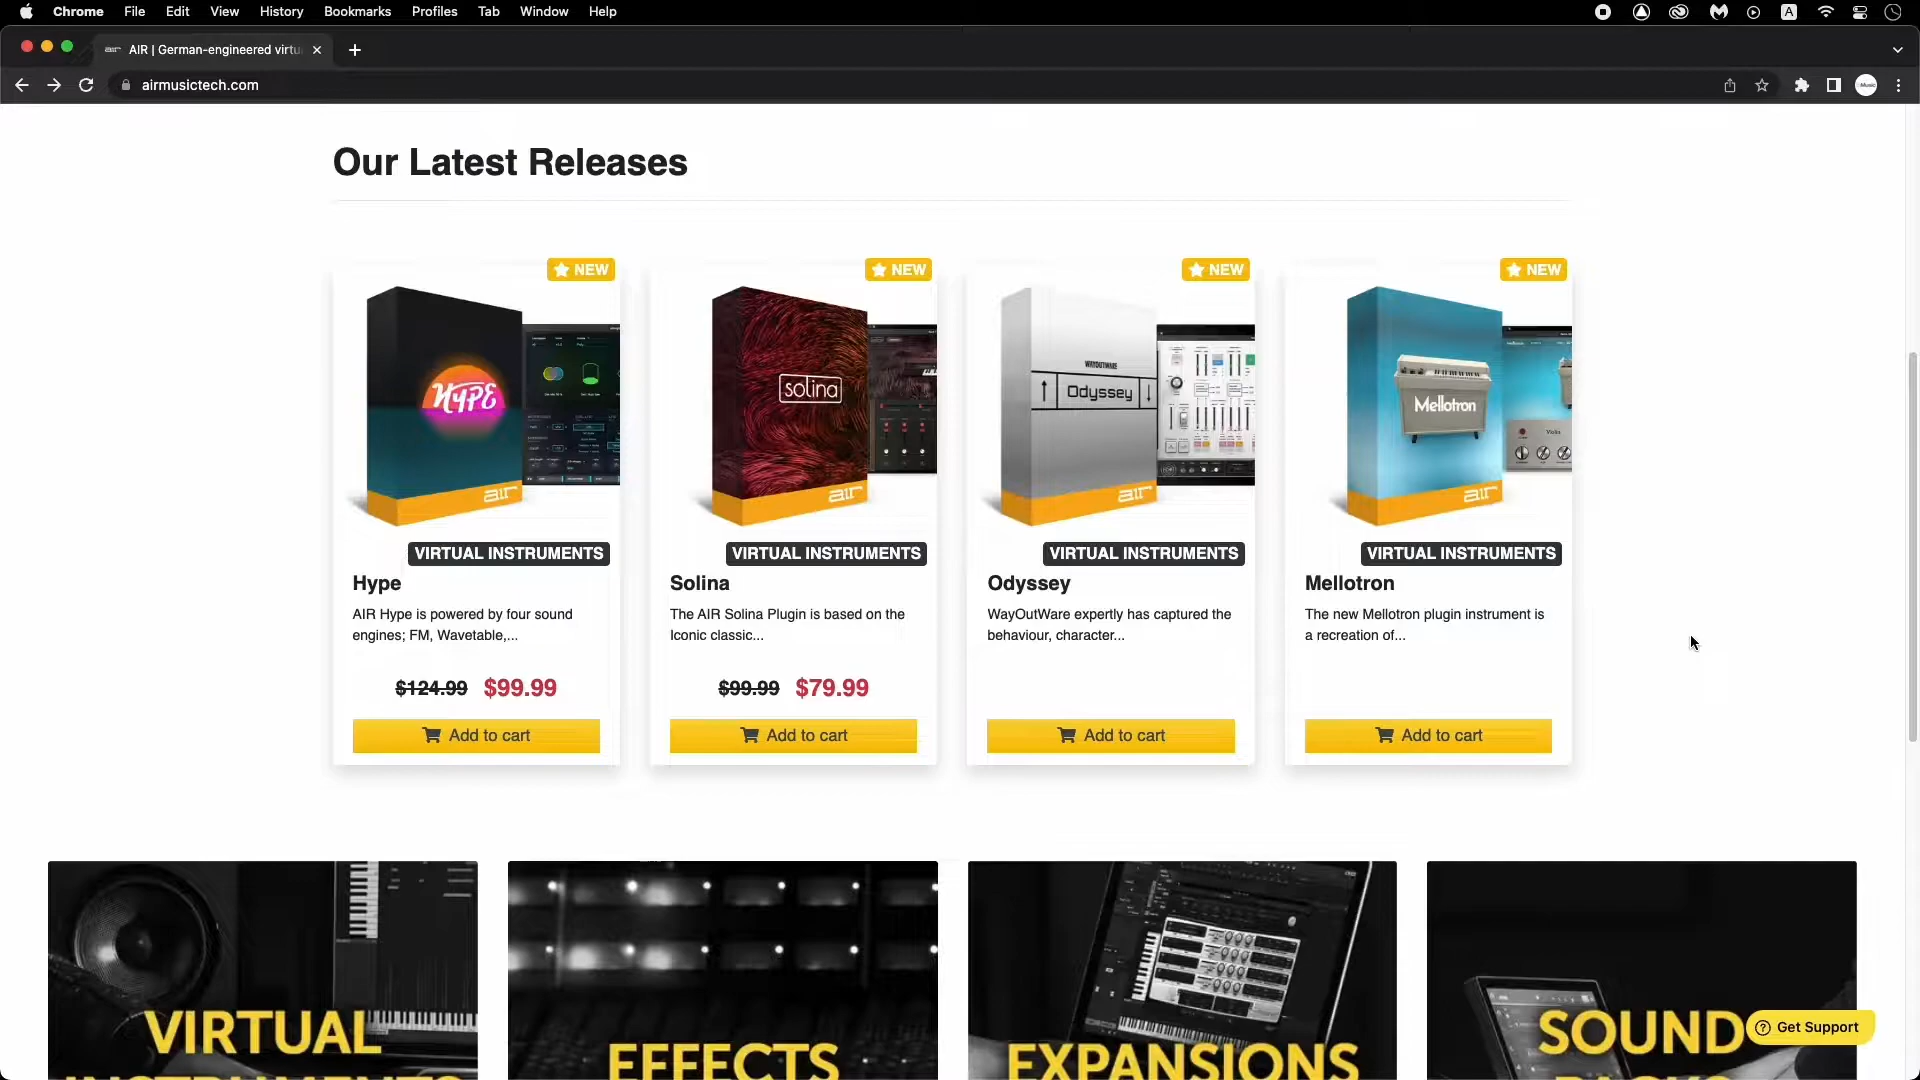 Chrome File Edit View History Bookmarks Profiles Tab Window Help
AIR | German-engineered virtu
airmusictech.com
Our Latest Releases
NEW
NEW
NEW
NEW
HYPE
air
solina
air
WAYOUTWARE
Odyssey
air
Mellotron
air
VIRTUAL INSTRUMENTS
Hype
AIR Hype is powered by four sound
engines; FM, Wavetable,...
$124.99 $99.99
Add to cart
VIRTUAL INSTRUMENTS
Solina
The AIR Solina Plugin is based on the
Iconic classic...
$99.99 $79.99
Add to cart
VIRTUAL INSTRUMENTS
Odyssey
WayOutWare expertly has captured the
behaviour, character...
Add to cart
VIRTUAL INSTRUMENTS
Mellotron
The new Mellotron plugin instrument is
a recreation of...
Add to cart
VIRTUAL
INSTRUMENTS
EFFECTS
EXPANSIONS
SOUND
PACKS
Get Support